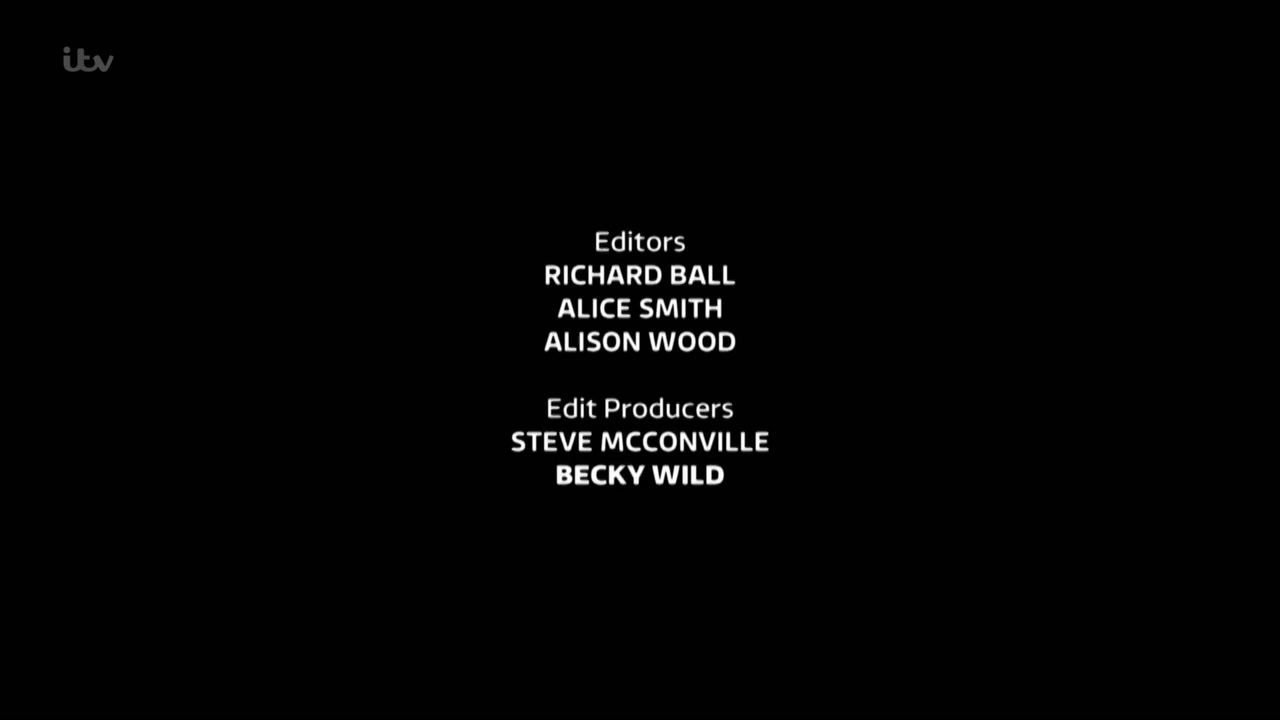 itv
Editors
RICHARD BALL
ALICE SMITH
ALISON WOOD
Edit Producers
STEVE MCCONVILLE
BECKY WILD